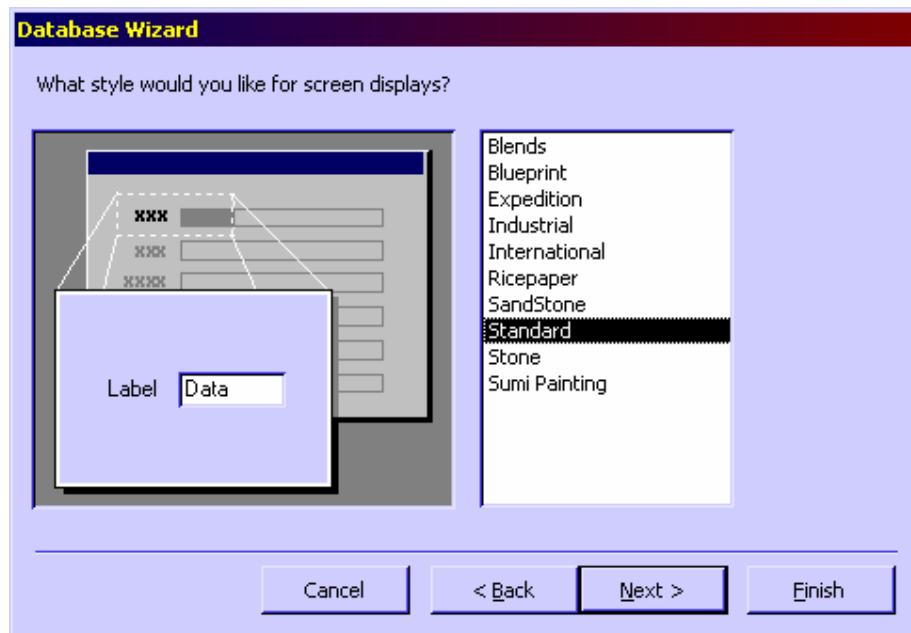 Database Wizard
What style would you like for screen displays?
xxx
xxx
xxxx
Label Data
Blends
Blueprint
Expedition
Industrial
International
Ricepaper
SandStone
Standard
Stone
Sumi Painting
Cancel < Back Next > Finish